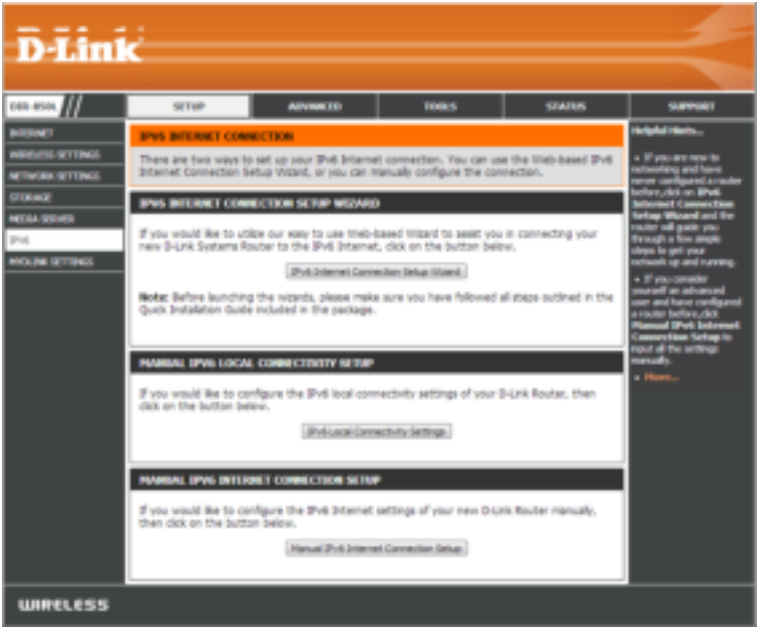 D-Link
DIR-850L
SETUP
ADVANCED
TOOLS
STATUS
SUPPORT
INTERNET
WIRELESS SETTINGS
NETWORK SETTINGS
STORAGE
MEDIA SERVER
IPV6
MYDLINK SETTINGS
IPV6 INTERNET CONNECTION
There are two ways to set up your IPv6 Internet connection. You can use the Web-based IPv6
Internet Connection Setup Wizard, or you can manually configure the connection.
IPV6 INTERNET CONNECTION SETUP WIZARD
If you would like to utilize our easy to use Web-based Wizard to assist you in connecting your
new D-Link Systems Router to the IPv6 Internet, click on the button below.
IPv6 Internet Connection Setup Wizard
Note: Before launching the wizards, please make sure you have followed all steps outlined in the
Quick Installation Guide included in the package.
MANUAL IPV6 LOCAL CONNECTIVITY SETUP
If you would like to configure the IPv6 local connectivity settings of your D-Link Router, then
click on the button below.
IPv6 Local Connectivity Settings
MANUAL IPV6 INTERNET CONNECTION SETUP
If you would like to configure the IPv6 Internet settings of your new D-Link Router manually,
then click on the button below.
Manual IPv6 Internet Connection Setup
Helpful Hints...
• If you are new to
networking and have
never configured a router
before,click on IPv6
Internet Connection
Setup Wizard and the
router will guide you
through a few simple
steps to get your
network up and running.
• If you consider
yourself an advanced
user and have configured
a router before,click
Manual IPv6 Internet
Connection Setup to
input all the settings
manually.
• More...
WIRELESS